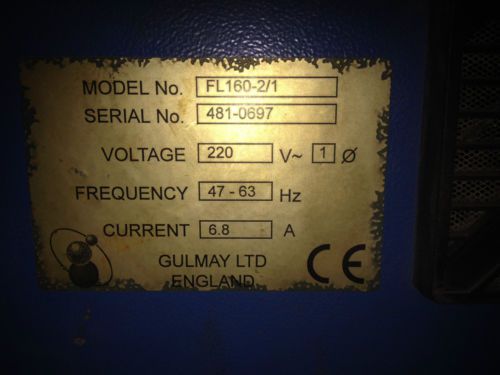 MODEL No. FL160-2/1
SERIAL No. 481-0697
VOLTAGE 220 V~ 1 Ø
FREQUENCY 47 - 63 Hz
CURRENT 6.8 A
GULMAY LTD
ENGLAND
CE